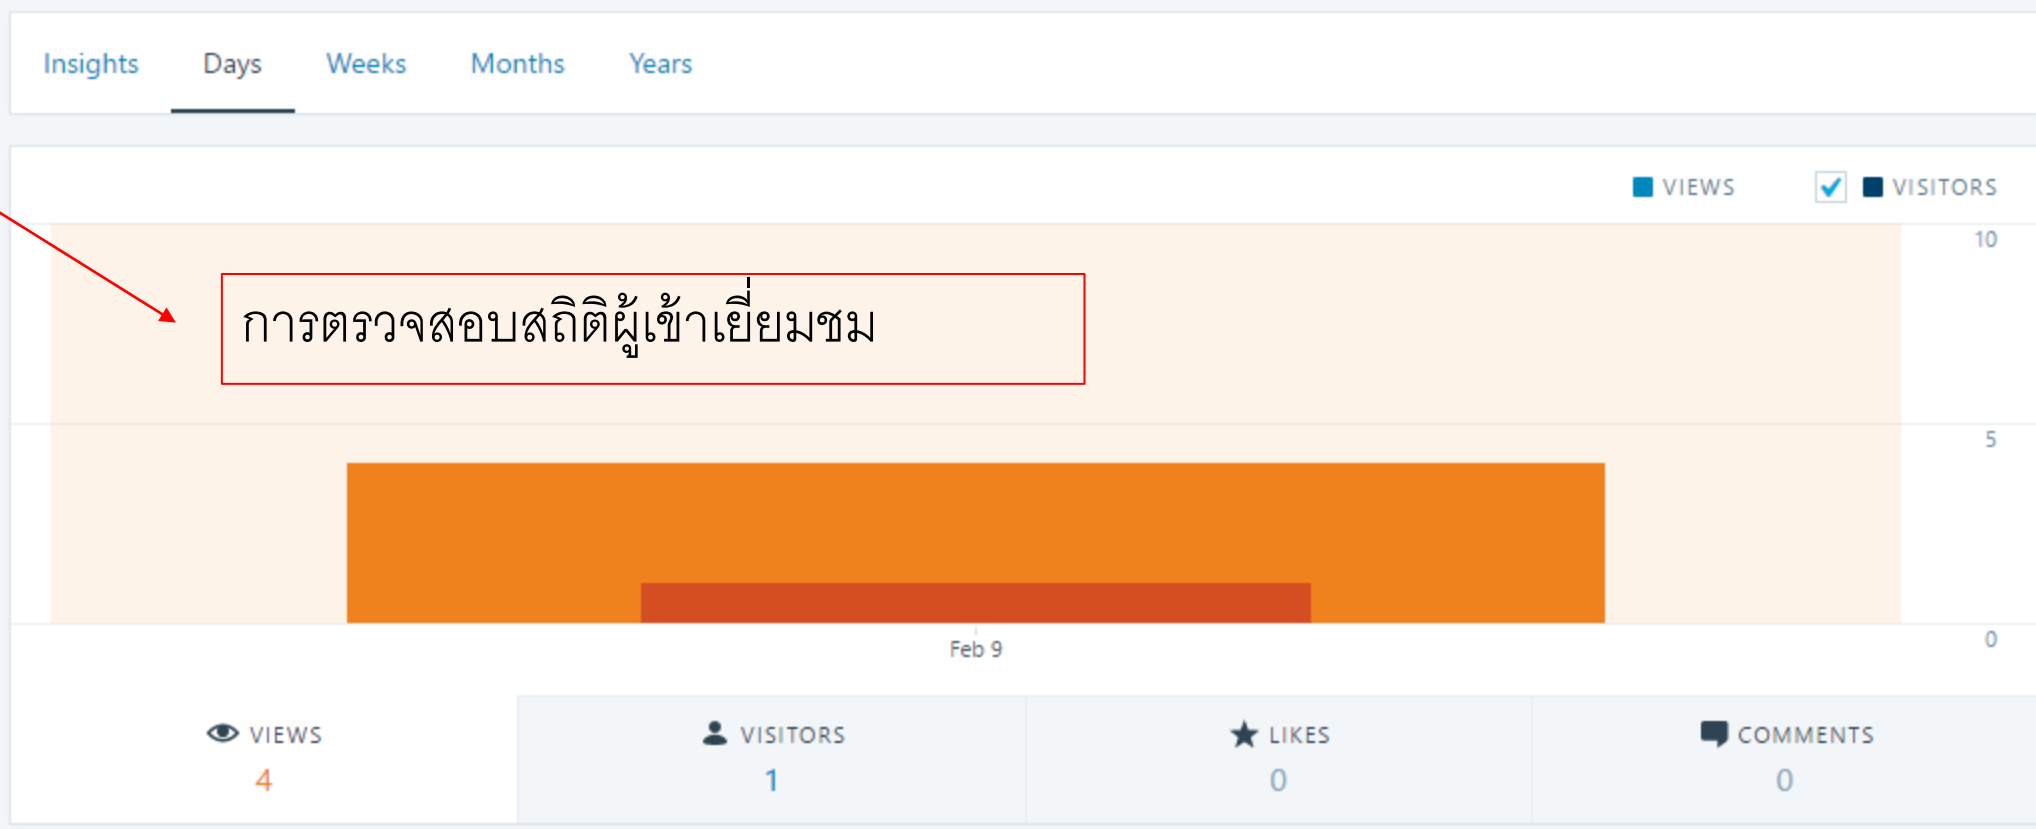 Insights Days Weeks Months Years
VIEWS VISITORS
10
การตรวจสอบสถิติผู้เข้าเยี่ยมชม
5
0
Feb 9
VIEWS VISITORS LIKES COMMENTS
4 1 0 0